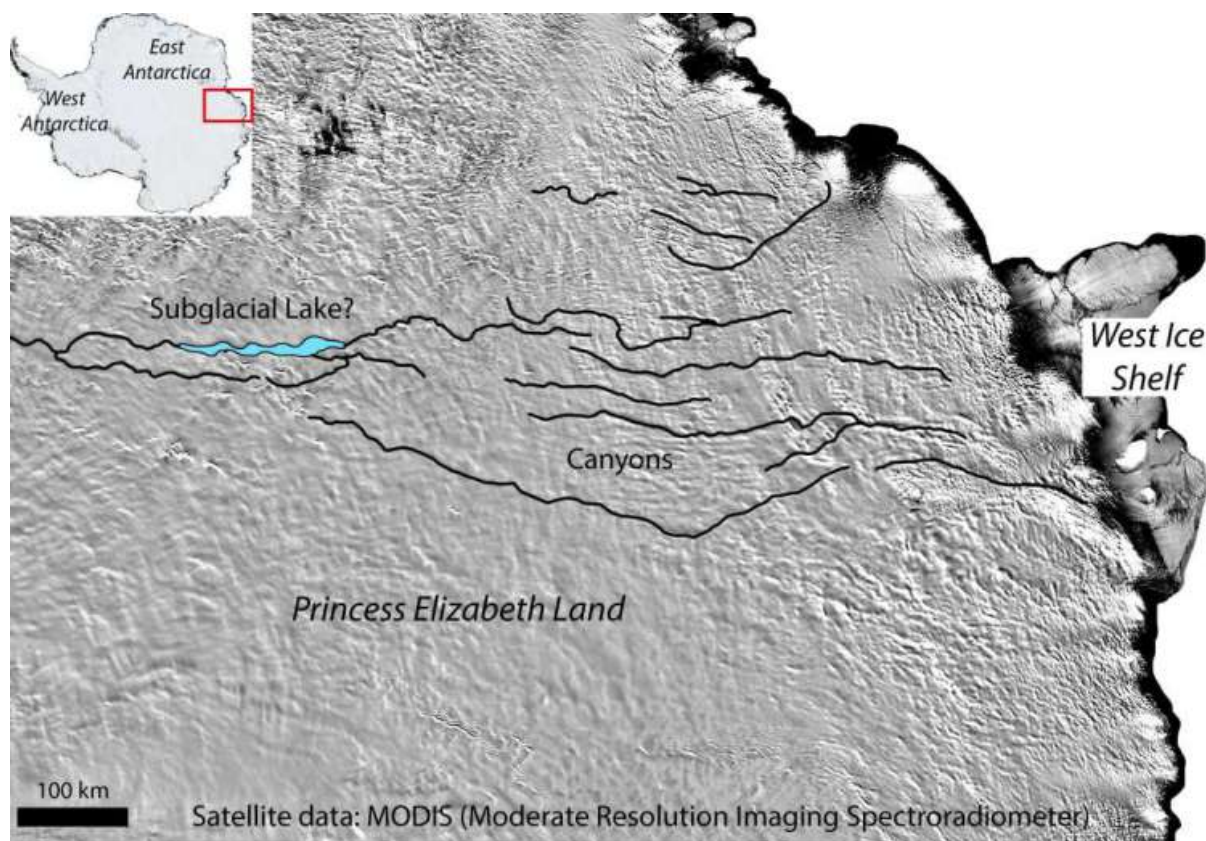 East
Antarctica
West
Antarctica
Subglacial Lake?
West Ice
Shelf
Canyons
Princess Elizabeth Land
100 km
Satellite data: MODIS (Moderate Resolution Imaging Spectroradiometer)